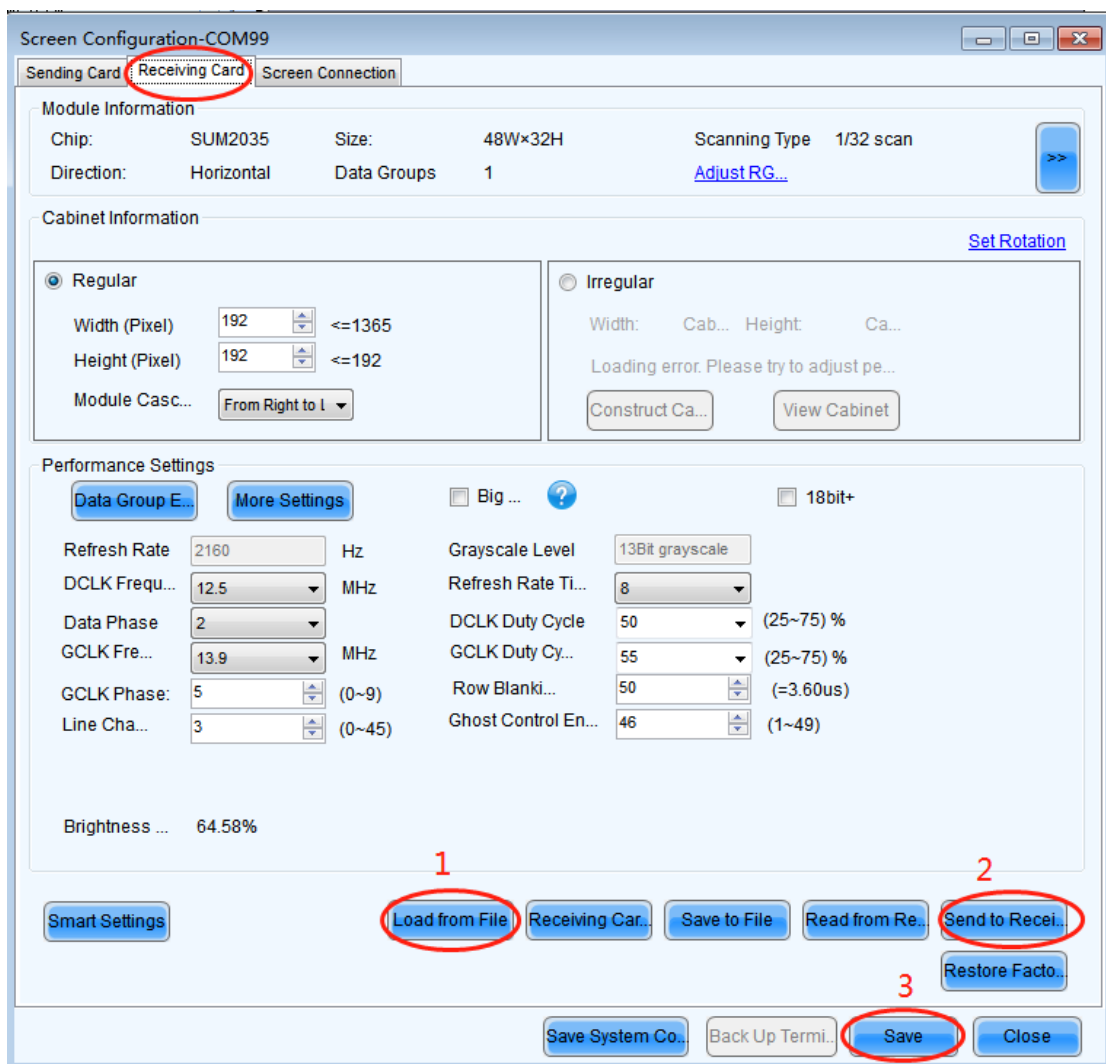 Screen Configuration-COM99
Sending Card Receiving Card Screen Connection
Module Information
Chip: SUM2035 Size: 48W×32H Scanning Type 1/32 scan
>>
Direction: Horizontal Data Groups 1 Adjust RG...
Cabinet Information
Set Rotation
Regular Irregular
Width (Pixel) 192 <=1365 Width: Cab... Height: Ca...
Height (Pixel) 192 <=192 Loading error. Please try to adjust pe...
Module Casc... From Right to L Construct Ca... View Cabinet
Performance Settings
Data Group E... More Settings Big ... ? 18bit+
Refresh Rate 2160 Hz Grayscale Level 13Bit grayscale
DCLK Frequ... 12.5 MHz Refresh Rate Ti... 8
Data Phase 2 DCLK Duty Cycle 50 (25~75) %
GCLK Fre... 13.9 MHz GCLK Duty Cy... 55 (25~75) %
GCLK Phase: 5 (0~9) Row Blanki... 50 (=3.60us)
Line Cha... 3 (0~45) Ghost Control En... 46 (1~49)
Brightness ... 64.58%
1 2
Smart Settings Load from File Receiving Car... Save to File Read from Re... Send to Recei...
Restore Facto...
3
Save System Co... Back Up Termi... Save Close